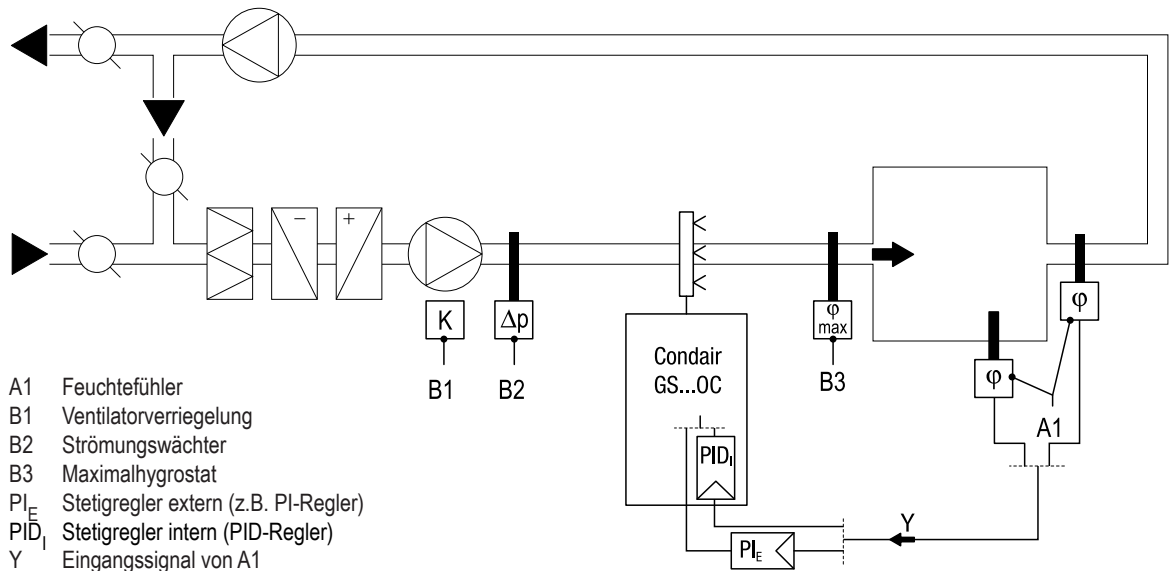 − +
K
Δp
φ
max
φ
φ
B1
B2
B3
A1
Condair
GS...OC
PID_I
PI_E
Y
A1 Feuchtefühler
B1 Ventilatorverriegelung
B2 Strömungswächter
B3 Maximalhygrostat
PI_E Stetigregler extern (z.B. PI-Regler)
PID_I Stetigregler intern (PID-Regler)
Y Eingangssignal von A1